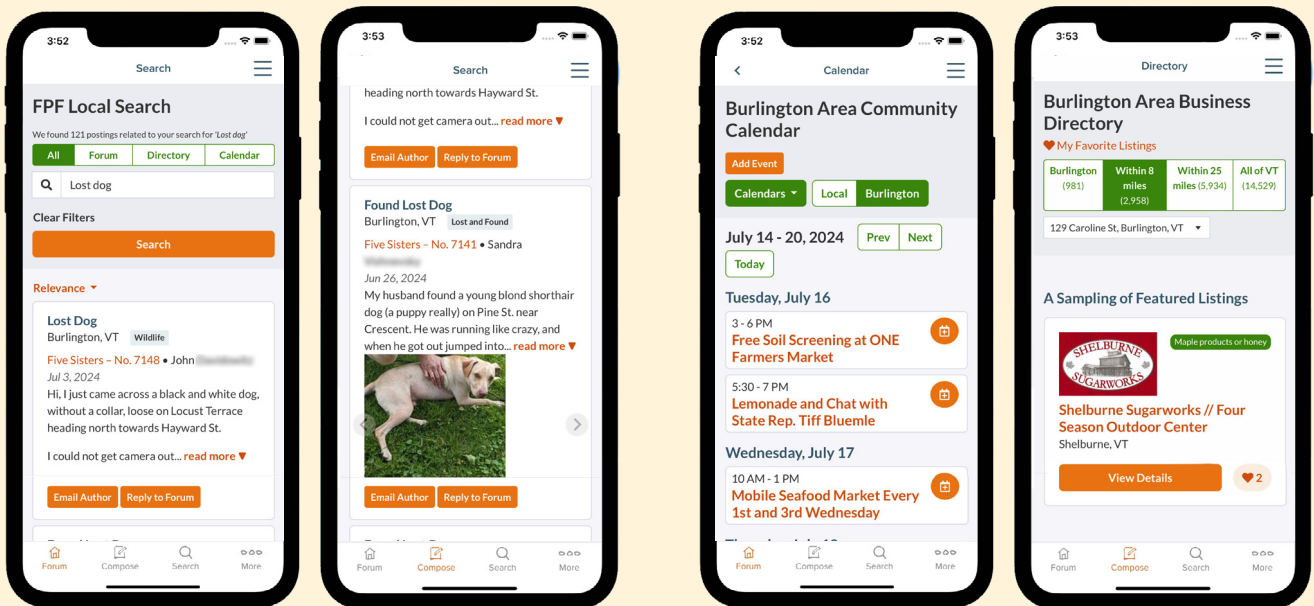 3:52
Search
FPF Local Search
We found 121 postings related to your search for 'Lost dog'
All
Forum
Directory
Calendar
Lost dog
Clear Filters
Search
Relevance
Lost Dog
Burlington, VT Wildlife
Five Sisters – No. 7148 • John
Jul 3, 2024
Hi, I just came across a black and white dog,
without a collar, loose on Locust Terrace
heading north towards Hayward St.
I could not get camera out... read more ▼
Email Author
Reply to Forum
Forum
Compose
Search
More
3:53
Search
heading north towards Hayward St.
I could not get camera out... read more ▼
Email Author
Reply to Forum
Found Lost Dog
Burlington, VT Lost and Found
Five Sisters – No. 7141 • Sandra
Jun 26, 2024
My husband found a young blond shorthair
dog (a puppy really) on Pine St. near
Crescent. He was running like crazy, and
when he got out jumped into... read more ▼
Email Author
Reply to Forum
Forum
Compose
Search
More
3:52
Calendar
Burlington Area Community
Calendar
Add Event
Calendars
Local
Burlington
July 14 - 20, 2024
Prev
Next
Today
Tuesday, July 16
3 - 6 PM
Free Soil Screening at ONE
Farmers Market
5:30 - 7 PM
Lemonade and Chat with
State Rep. Tiff Bluemle
Wednesday, July 17
10 AM - 1 PM
Mobile Seafood Market Every
1st and 3rd Wednesday
Forum
Compose
Search
More
3:53
Directory
Burlington Area Business
Directory
My Favorite Listings
Burlington
(981)
Within 8
miles
(2,958)
Within 25
miles (5,934)
All of VT
(14,529)
129 Caroline St, Burlington, VT
A Sampling of Featured Listings
SHELBURNE
SUGARWORKS
Maple products or honey
Shelburne Sugarworks // Four
Season Outdoor Center
Shelburne, VT
View Details
2
Forum
Compose
Search
More